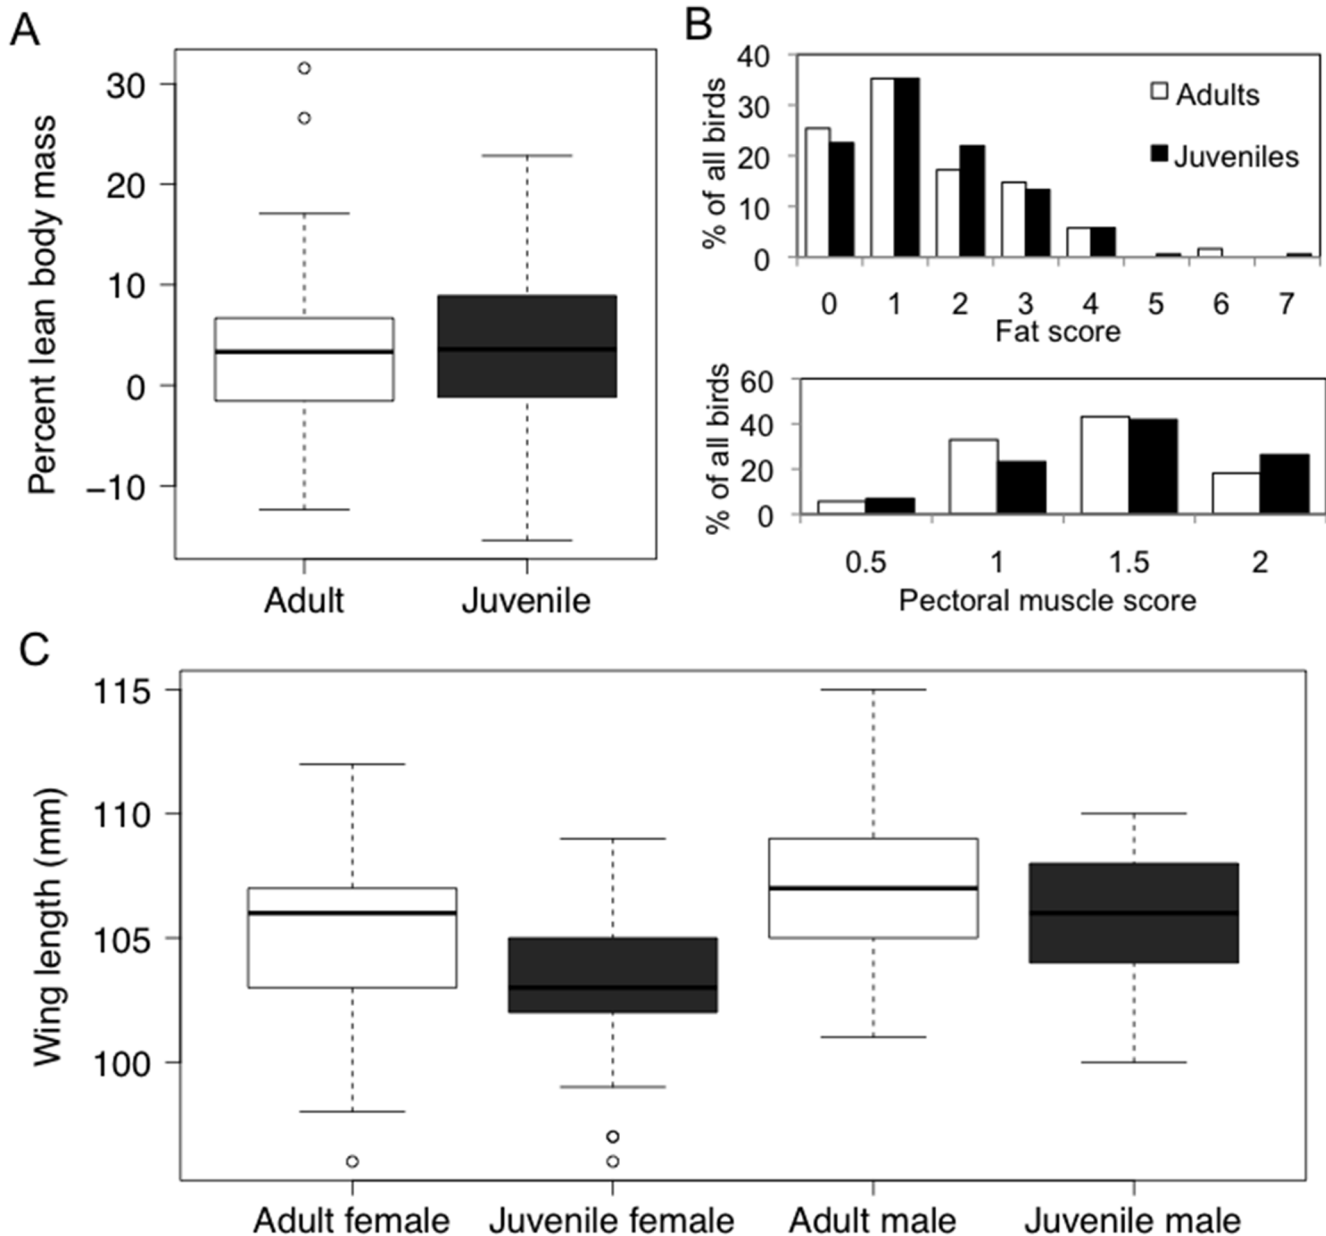 A
Percent lean body mass
30
20
10
0
−10
Adult
Juvenile
B
% of all birds
40
30
20
10
0
Adults
Juveniles
0 1 2 3 4 5 6 7
Fat score
% of all birds
60
40
20
0
0.5 1 1.5 2
Pectoral muscle score
C
Wing length (mm)
115
110
105
100
Adult female
Juvenile female
Adult male
Juvenile male